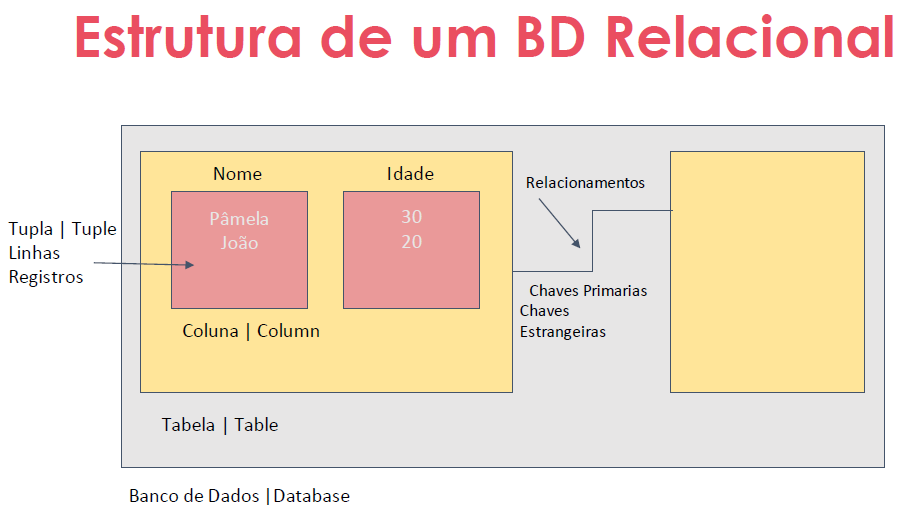 Estrutura de um BD Relacional
Nome
Idade
Relacionamentos
Pâmela
João
30
20
Tupla | Tuple
Linhas
Registros
Chaves Primarias
Chaves
Estrangeiras
Coluna | Column
Tabela | Table
Banco de Dados |Database